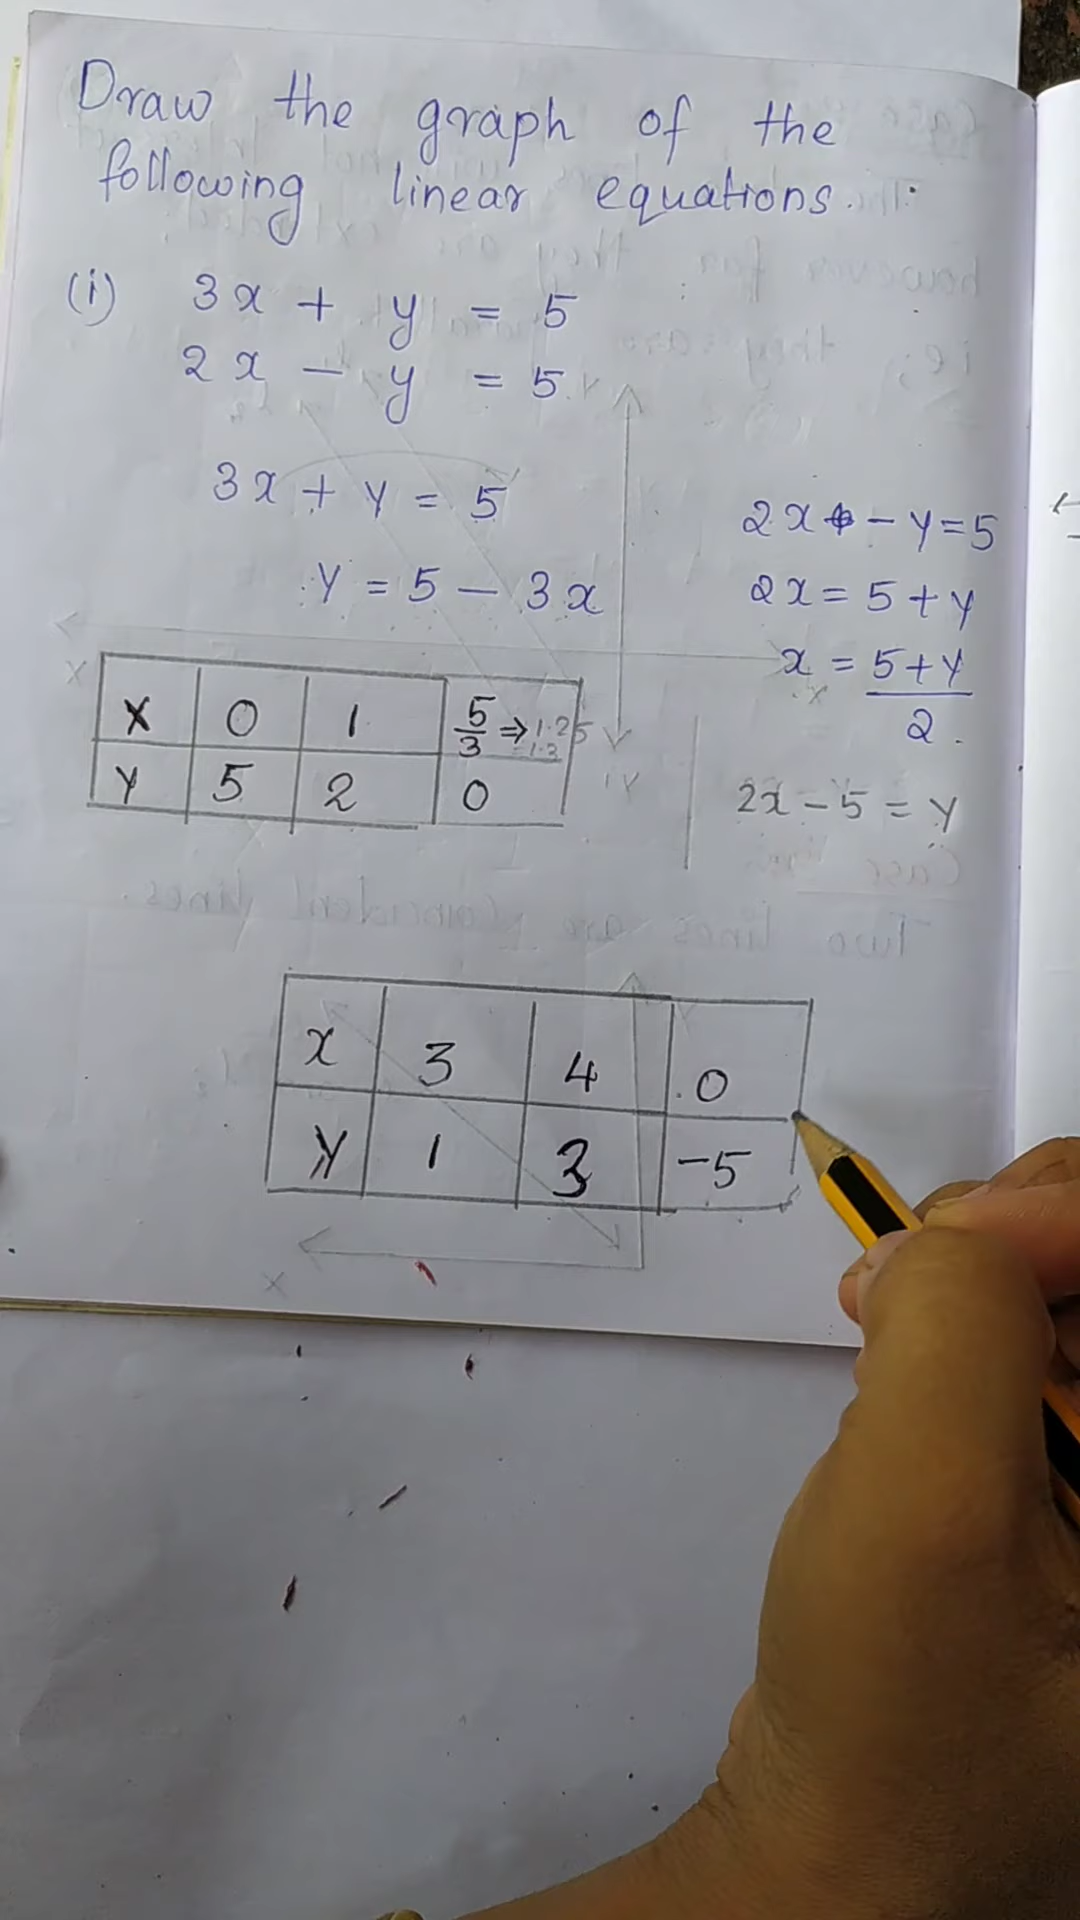 Draw the graph of the
following linear equations.
(i) 3x + y = 5
2x - y = 5
3x + y = 5
y = 5 - 3x
X 0 1 5/3 ⇒ 1.25
= 1.3
Y 5 2 0
2x - y = 5
2x = 5 + y
x = 5 + y
2.
2x - 5 = y
x 3 4 0
y 1 3 -5